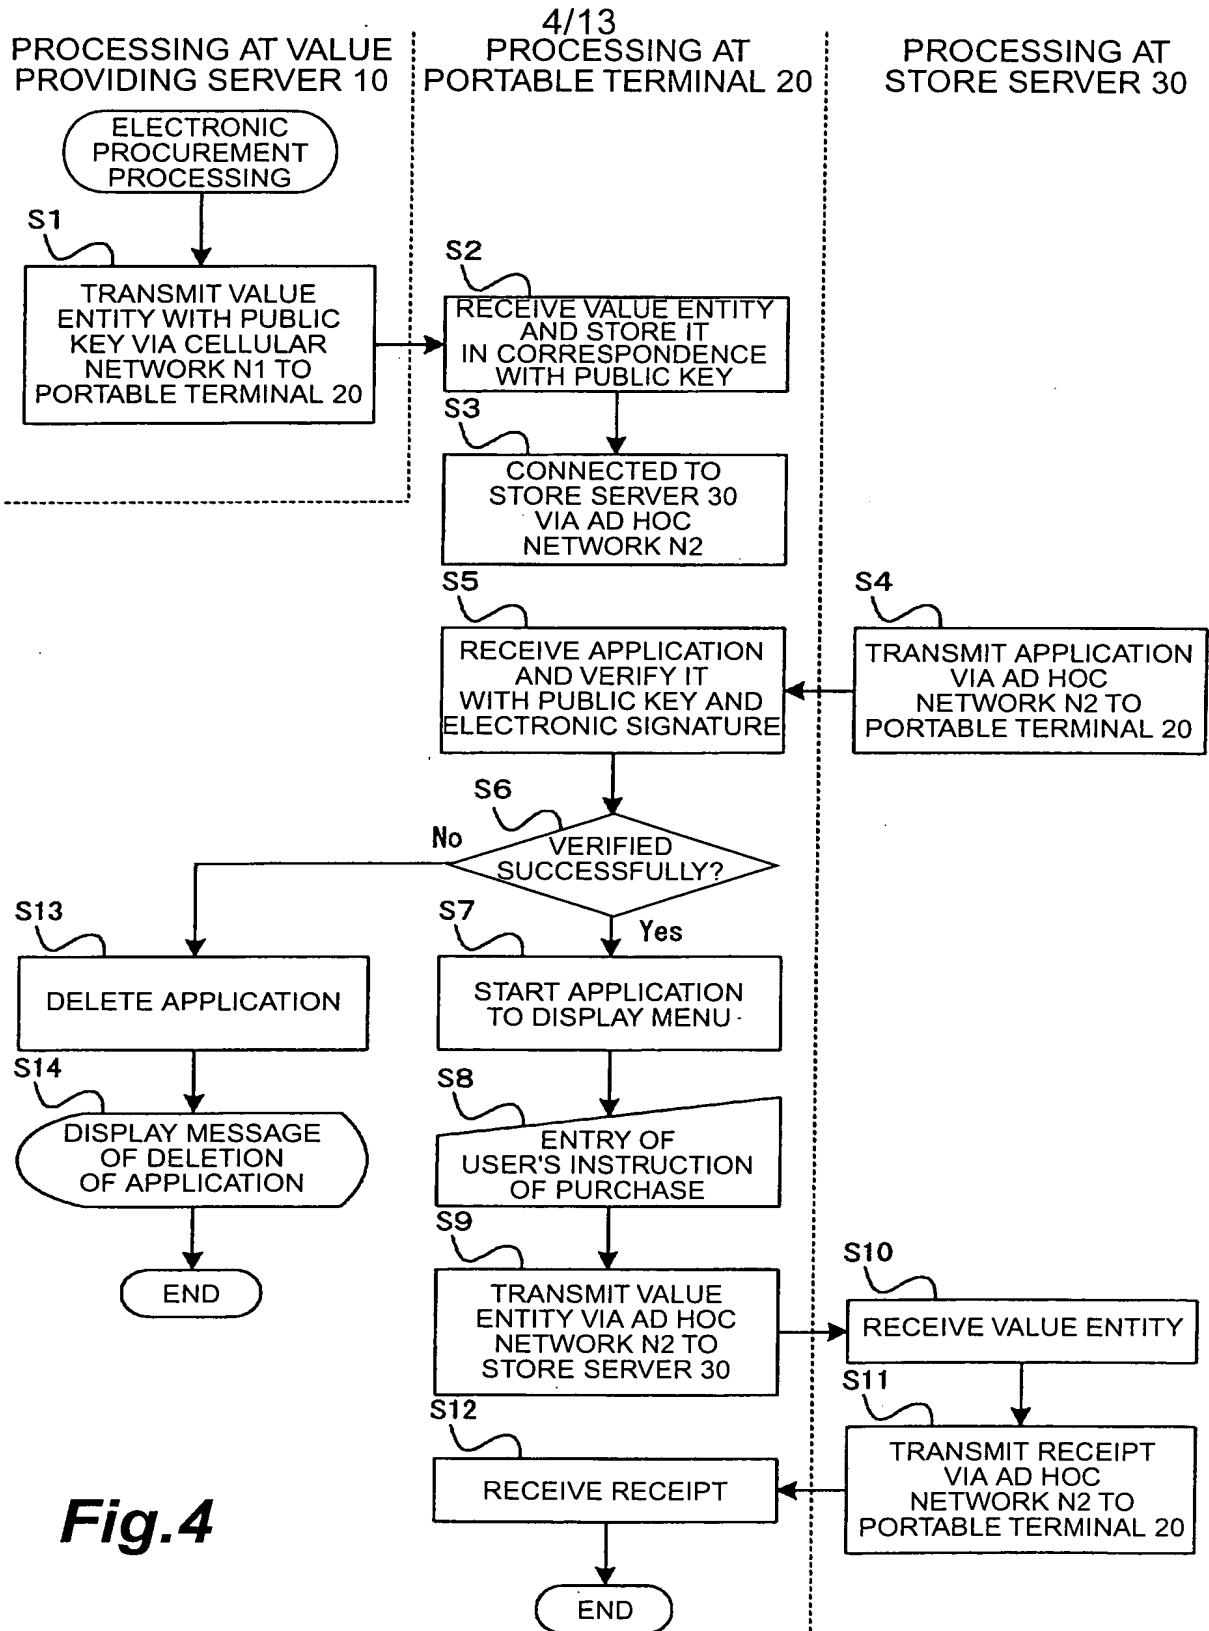 4/13
PROCESSING AT VALUE
PROVIDING SERVER 10
PROCESSING AT
PORTABLE TERMINAL 20
PROCESSING AT
STORE SERVER 30
ELECTRONIC
PROCUREMENT
PROCESSING
S1
TRANSMIT VALUE
ENTITY WITH PUBLIC
KEY VIA CELLULAR
NETWORK N1 TO
PORTABLE TERMINAL 20
S2
RECEIVE VALUE ENTITY
AND STORE IT
IN CORRESPONDENCE
WITH PUBLIC KEY
S3
CONNECTED TO
STORE SERVER 30
VIA AD HOC
NETWORK N2
S4
TRANSMIT APPLICATION
VIA AD HOC
NETWORK N2 TO
PORTABLE TERMINAL 20
S5
RECEIVE APPLICATION
AND VERIFY IT
WITH PUBLIC KEY AND
ELECTRONIC SIGNATURE
S6
VERIFIED
SUCCESSFULLY?
No
Yes
S13
DELETE APPLICATION
S14
DISPLAY MESSAGE
OF DELETION
OF APPLICATION
END
S7
START APPLICATION
TO DISPLAY MENU
S8
ENTRY OF
USER'S INSTRUCTION
OF PURCHASE
S9
TRANSMIT VALUE
ENTITY VIA AD HOC
NETWORK N2 TO
STORE SERVER 30
S10
RECEIVE VALUE ENTITY
S11
TRANSMIT RECEIPT
VIA AD HOC
NETWORK N2 TO
PORTABLE TERMINAL 20
S12
RECEIVE RECEIPT
END
Fig.4